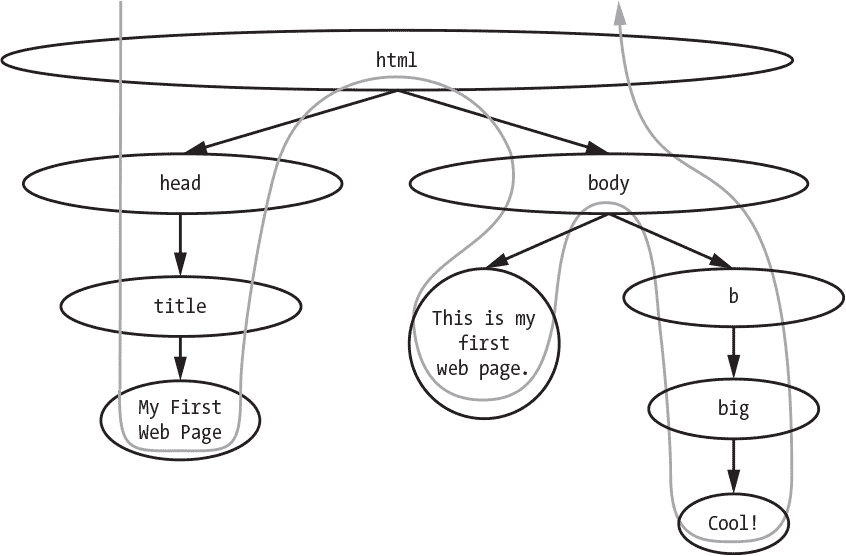 html
head
body
title
This is my
first
web page.
b
My First
Web Page
big
Cool!